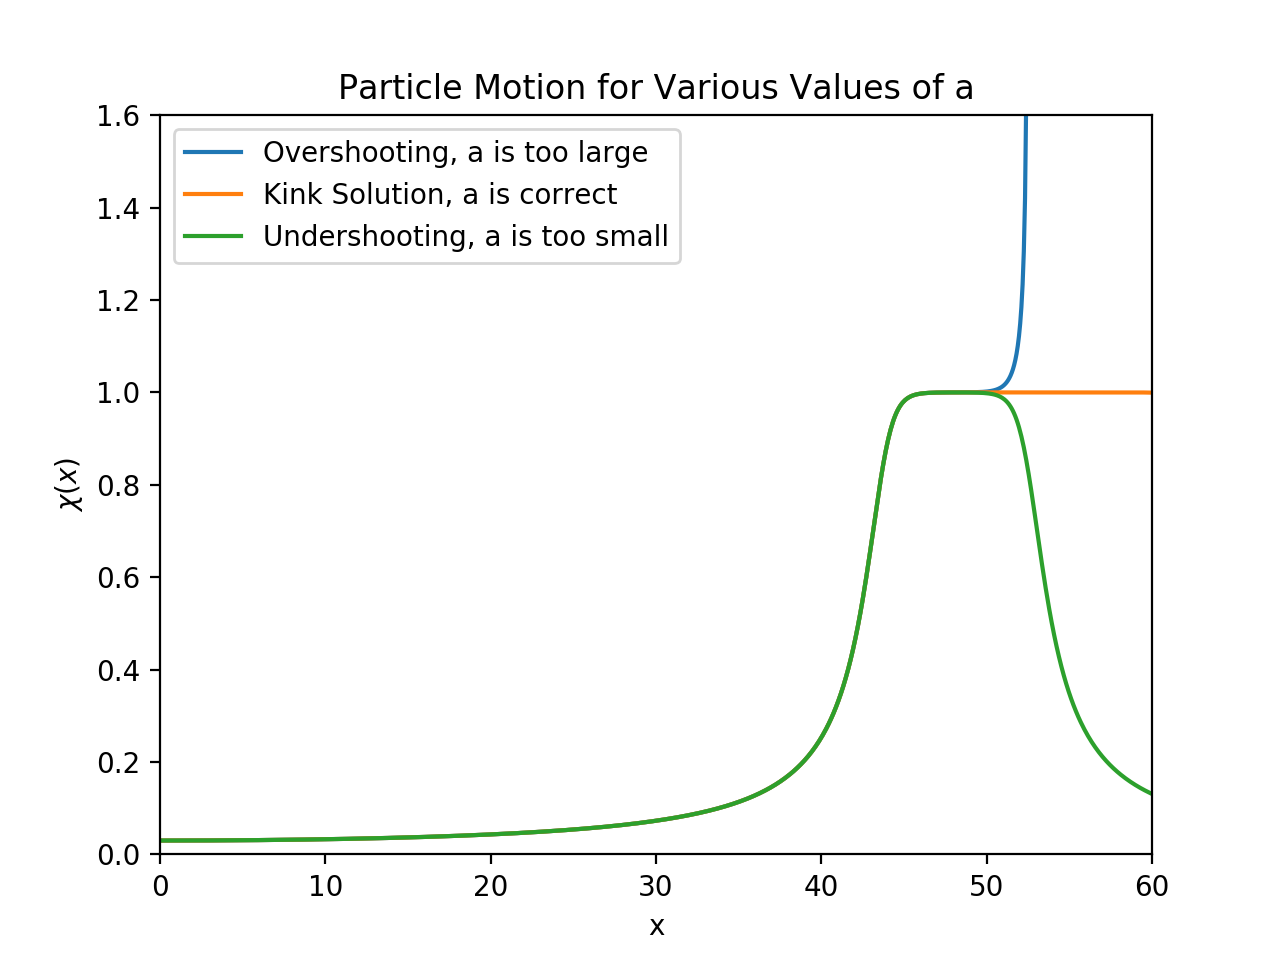 Particle Motion for Various Values of a
1.6
1.4
1.2
1.0
0.8
0.6
0.4
0.2
0.0
χ(x)
Overshooting, a is too large
Kink Solution, a is correct
Undershooting, a is too small
0 10 20 30 40 50 60
x